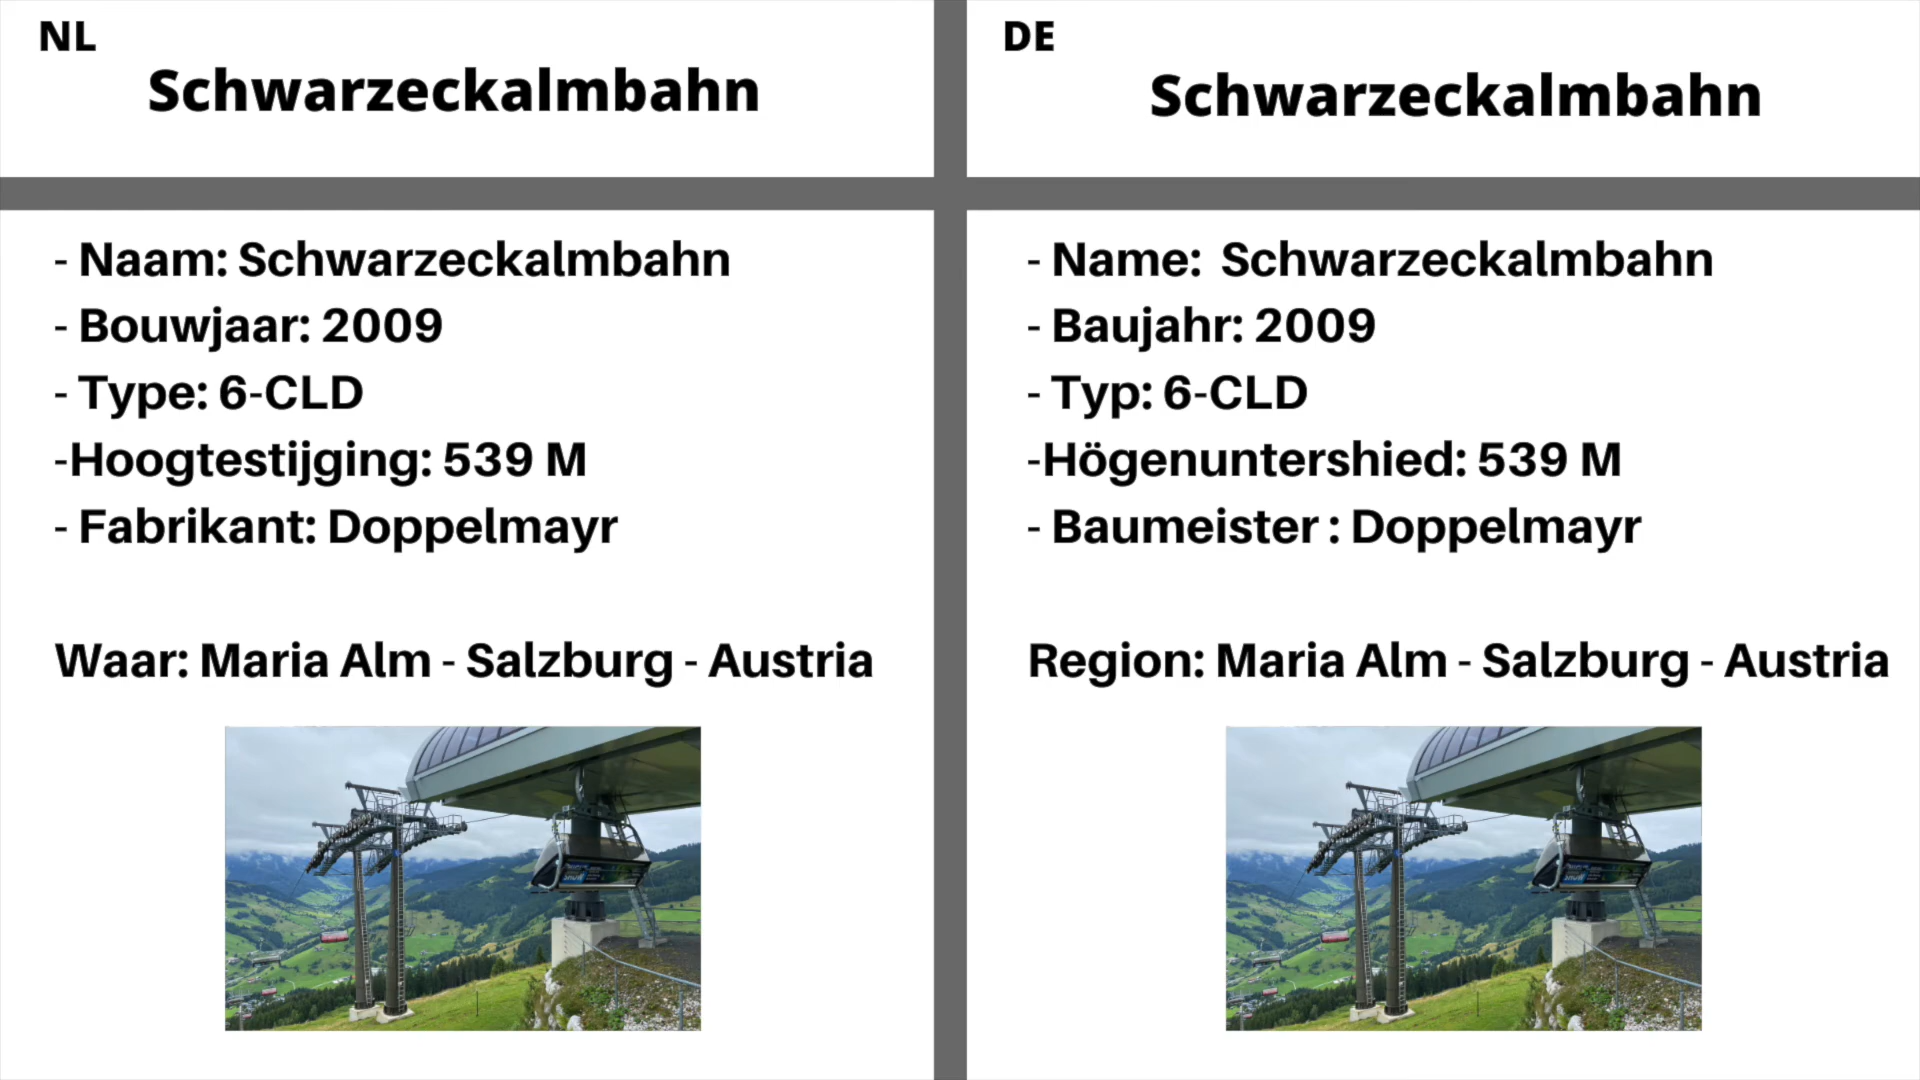 NL
Schwarzeckalmbahn
- Naam: Schwarzeckalmbahn
- Bouwjaar: 2009
- Type: 6-CLD
-Hoogtestijging: 539 M
- Fabrikant: Doppelmayr
Waar: Maria Alm - Salzburg - Austria
DE
Schwarzeckalmbahn
- Name: Schwarzeckalmbahn
- Baujahr: 2009
- Typ: 6-CLD
-Högenuntershied: 539 M
- Baumeister : Doppelmayr
Region: Maria Alm - Salzburg - Austria